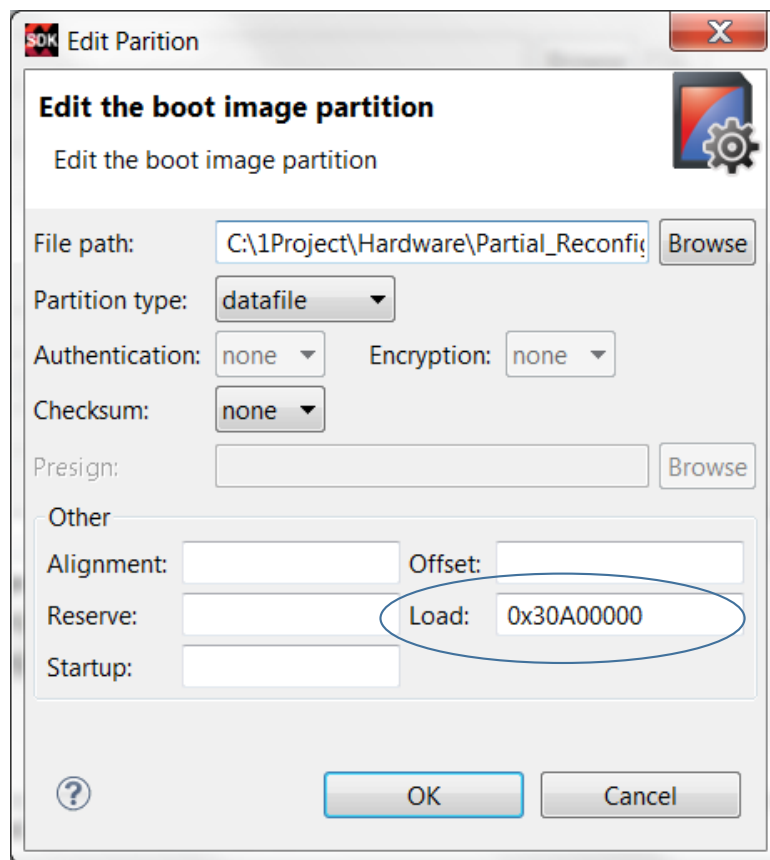 SDK Edit Parition X
Edit the boot image partition
Edit the boot image partition
File path: C:\1Project\Hardware\Partial_Reconfig Browse
Partition type: datafile
Authentication: none Encryption: none
Checksum: none
Presign: Browse
Other
Alignment: Offset:
Reserve: Load: 0x30A00000
Startup:
? OK Cancel